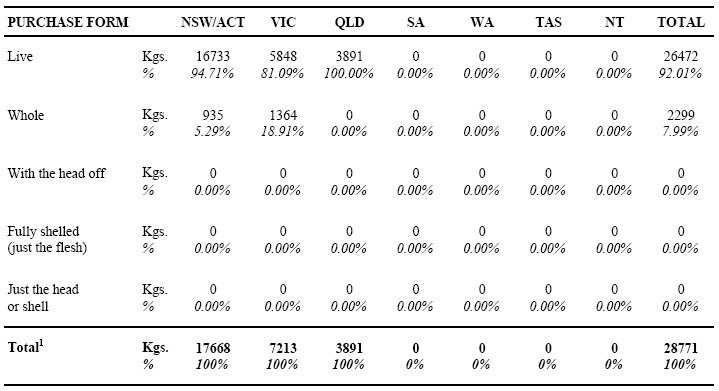 PURCHASE FORM NSW/ACT VIC QLD SA WA TAS NT TOTAL
Live Kgs. 16733 5848 3891 0 0 0 0 26472
% 94.71% 81.09% 100.00% 0.00% 0.00% 0.00% 0.00% 92.01%
Whole Kgs. 935 1364 0 0 0 0 0 2299
% 5.29% 18.91% 0.00% 0.00% 0.00% 0.00% 0.00% 7.99%
With the head off Kgs. 0 0 0 0 0 0 0 0
% 0.00% 0.00% 0.00% 0.00% 0.00% 0.00% 0.00% 0.00%
Fully shelled Kgs. 0 0 0 0 0 0 0 0
(just the flesh) % 0.00% 0.00% 0.00% 0.00% 0.00% 0.00% 0.00% 0.00%
Just the head Kgs. 0 0 0 0 0 0 0 0
or shell % 0.00% 0.00% 0.00% 0.00% 0.00% 0.00% 0.00% 0.00%
Total¹ Kgs. 17668 7213 3891 0 0 0 0 28771
% 100% 100% 100% 0% 0% 0% 0% 100%